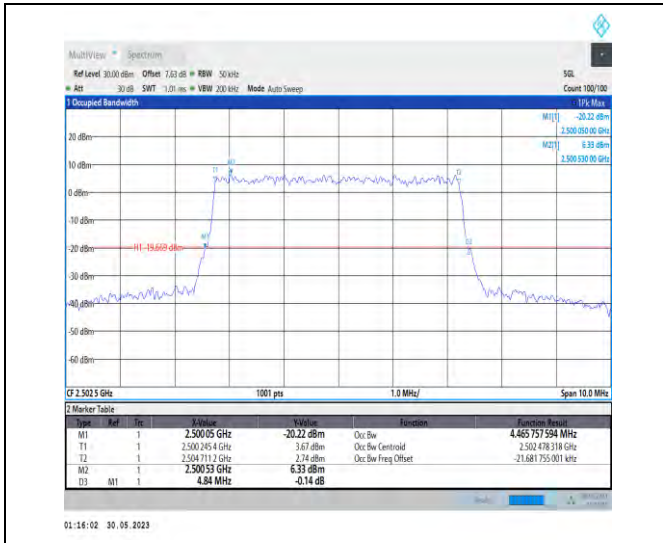 MultiView Spectrum
Ref Level 30.00 dBm Offset 7.63 dB RBW 50 kHz SGL
Att 30 dB SWT 1.01 ms VBW 200 kHz Mode Auto Sweep Count 100/100
1 Occupied Bandwidth 1Pk Max
M1[1] -20.22 dBm
2.500 050 00 GHz
M2[1] 6.33 dBm
2.500 530 00 GHz
20 dBm
10 dBm
T1 M2 T2
0 dBm
-10 dBm
M1 D3
-20 dBm H1 -19.669 dBm
-30 dBm
-40 dBm
-50 dBm
-60 dBm
CF 2.502 5 GHz 1001 pts 1.0 MHz/ Span 10.0 MHz
2 Marker Table
Type Ref Trc X-Value Y-Value Function Function Result
M1 1 2.500 05 GHz -20.22 dBm Occ Bw 4.465 757 594 MHz
T1 1 2.500 245 4 GHz 3.67 dBm Occ Bw Centroid 2.502 478 318 GHz
T2 1 2.504 711 2 GHz 2.74 dBm Occ Bw Freq Offset -21.681 755 001 kHz
M2 1 2.500 53 GHz 6.33 dBm
D3 M1 1 4.84 MHz -0.14 dB
01:16:02 30.05.2023